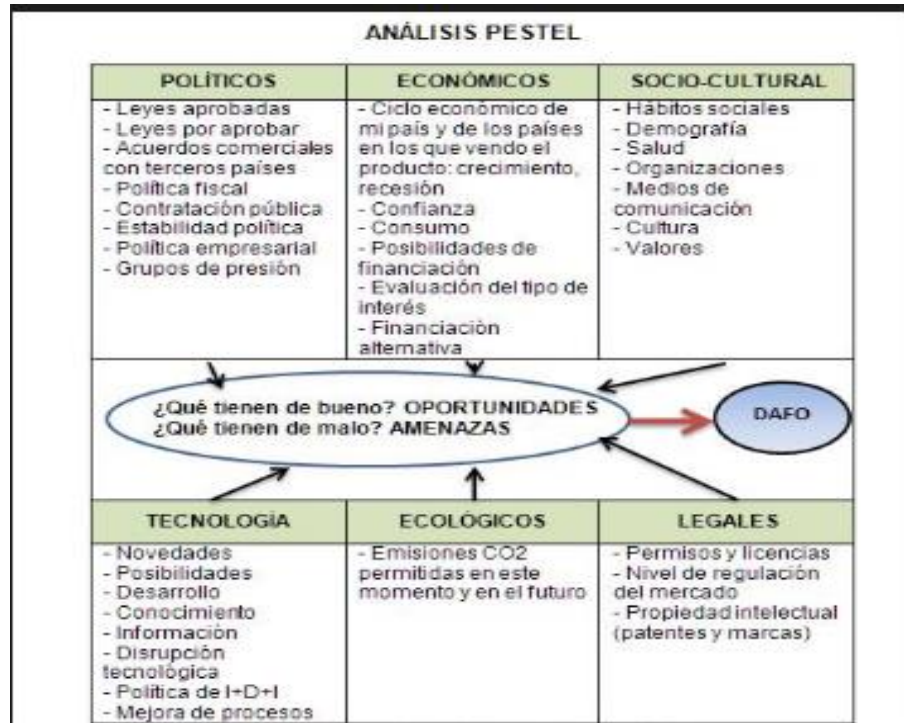 ANÁLISIS PESTEL
POLÍTICOS
- Leyes aprobadas
- Leyes por aprobar
- Acuerdos comerciales
con terceros países
- Política fiscal
- Contratación pública
- Estabilidad política
- Política empresarial
- Grupos de presión
ECONÓMICOS
- Ciclo económico de
mi país y de los países
en los que vendo el
producto: crecimiento,
recesión
- Confianza
- Consumo
- Posibilidades de
financiación
- Evaluación del tipo de
interés
- Financiación
alternativa
SOCIO-CULTURAL
- Hábitos sociales
- Demografía
- Salud
- Organizaciones
- Medios de
comunicación
- Cultura
- Valores
¿Qué tienen de bueno? OPORTUNIDADES
¿Qué tienen de malo? AMENAZAS
DAFO
TECNOLOGÍA
- Novedades
- Posibilidades
- Desarrollo
- Conocimiento
- Información
- Disrupción
tecnológica
- Política de I+D+I
- Mejora de procesos
ECOLÓGICOS
- Emisiones CO2
permitidas en este
momento y en el futuro
LEGALES
- Permisos y licencias
- Nivel de regulación
del mercado
- Propiedad intelectual
(patentes y marcas)